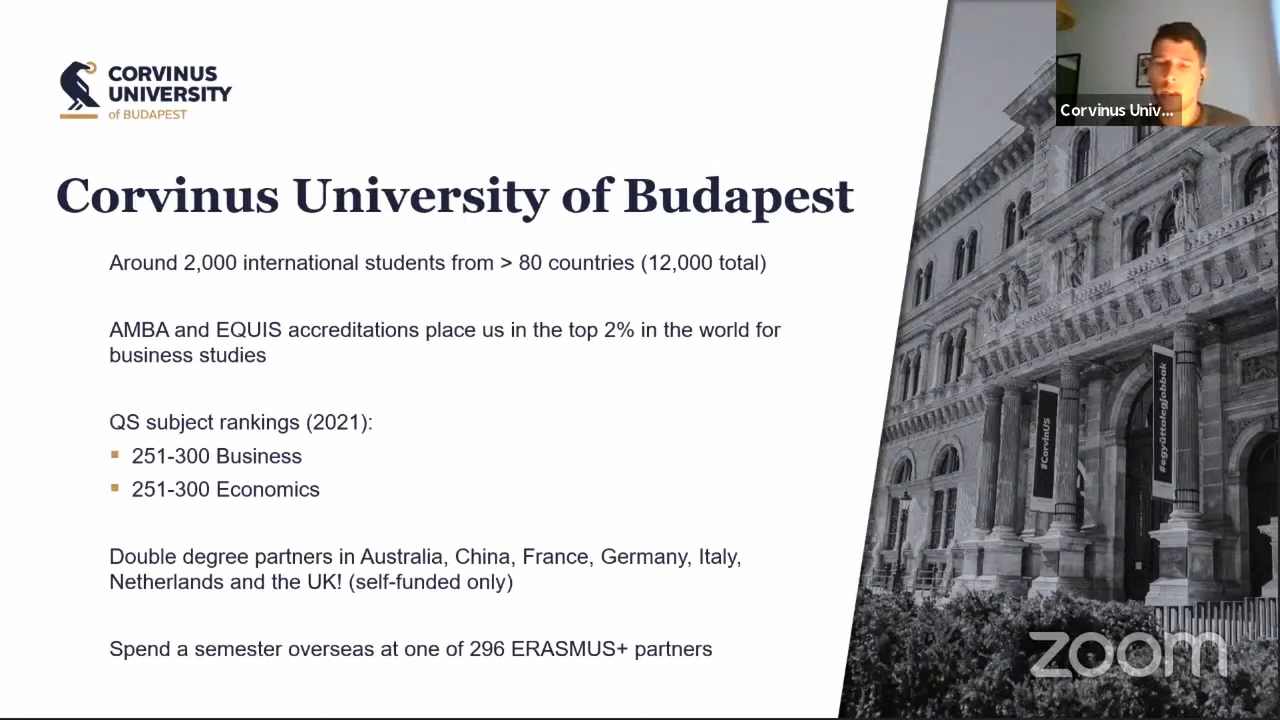 CORVINUS
UNIVERSITY
of BUDAPEST
Corvinus Univ...
Corvinus University of Budapest
Around 2,000 international students from > 80 countries (12,000 total)
AMBA and EQUIS accreditations place us in the top 2% in the world for
business studies
QS subject rankings (2021):
251-300 Business
251-300 Economics
Double degree partners in Australia, China, France, Germany, Italy,
Netherlands and the UK! (self-funded only)
Spend a semester overseas at one of 296 ERASMUS+ partners
#CorvinUS
#együttalegjobbak
zoom